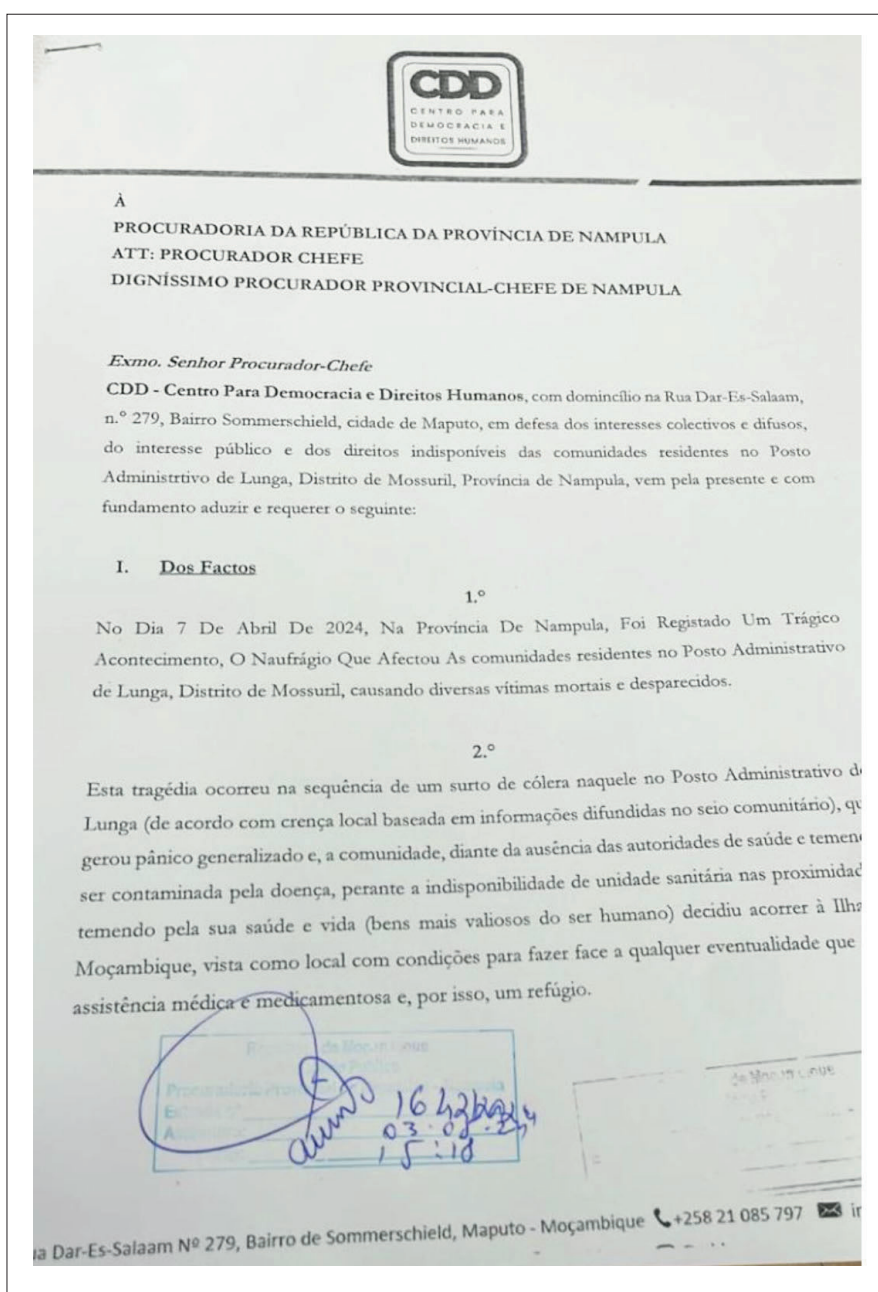 CDD
CENTRO PARA
DEMOCRACIA E
DIREITOS HUMANOS
À
PROCURADORIA DA REPÚBLICA DA PROVÍNCIA DE NAMPULA
ATT: PROCURADOR CHEFE
DIGNÍSSIMO PROCURADOR PROVINCIAL-CHEFE DE NAMPULA
Exmo. Senhor Procurador-Chefe
CDD - Centro Para Democracia e Direitos Humanos, com domincílio na Rua Dar-Es-Salaam,
n.º 279, Bairro Sommerschield, cidade de Maputo, em defesa dos interesses colectivos e difusos,
do interesse público e dos direitos indisponíveis das comunidades residentes no Posto
Administrtivo de Lunga, Distrito de Mossuril, Província de Nampula, vem pela presente e com
fundamento aduzir e requerer o seguinte:
I. Dos Factos
1.º
No Dia 7 De Abril De 2024, Na Província De Nampula, Foi Registado Um Trágico
Acontecimento, O Naufrágio Que Afectou As comunidades residentes no Posto Administrativo
de Lunga, Distrito de Mossuril, causando diversas vítimas mortais e desparecidos.
2.º
Esta tragédia ocorreu na sequência de um surto de cólera naquele no Posto Administrativo de
Lunga (de acordo com crença local baseada em informações difundidas no seio comunitário), qu
gerou pânico generalizado e, a comunidade, diante da ausência das autoridades de saúde e temen
ser contaminada pela doença, perante a indisponibilidade de unidade sanitária nas proximidad
temendo pela sua saúde e vida (bens mais valiosos do ser humano) decidiu acorrer à Ilha
Moçambique, vista como local com condições para fazer face a qualquer eventualidade que
assistência médica e medicamentosa e, por isso, um refúgio.
15:18
ua Dar-Es-Salaam Nº 279, Bairro de Sommerschield, Maputo - Moçambique +258 21 085 797 in